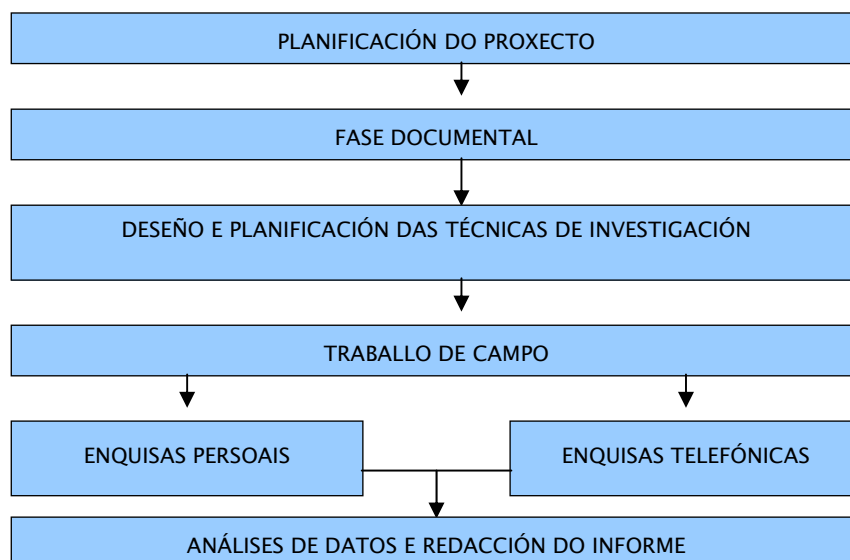 PLANIFICACIÓN DO PROXECTO
FASE DOCUMENTAL
DESEÑO E PLANIFICACIÓN DAS TÉCNICAS DE INVESTIGACIÓN
TRABALLO DE CAMPO
ENQUISAS PERSOAIS
ENQUISAS TELEFÓNICAS
ANÁLISES DE DATOS E REDACCIÓN DO INFORME